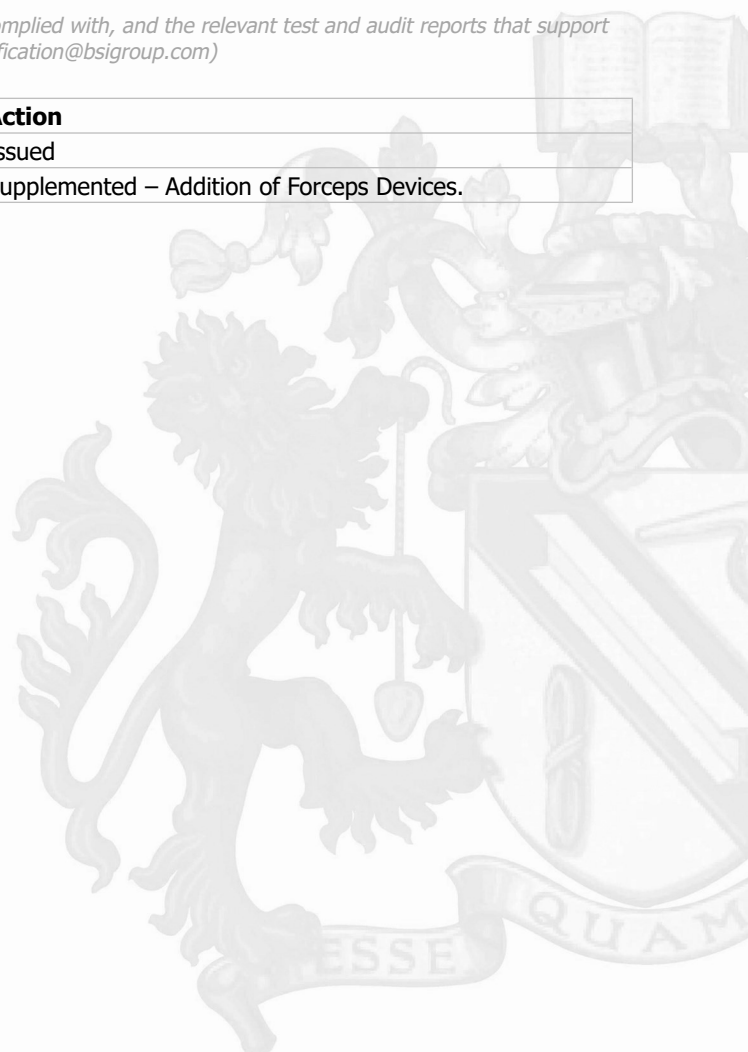 omplied with, and the relevant test and audit reports that support
fication@bsigroup.com)
Action
ssued
upplemented – Addition of Forceps Devices.
ESSE
QUAM